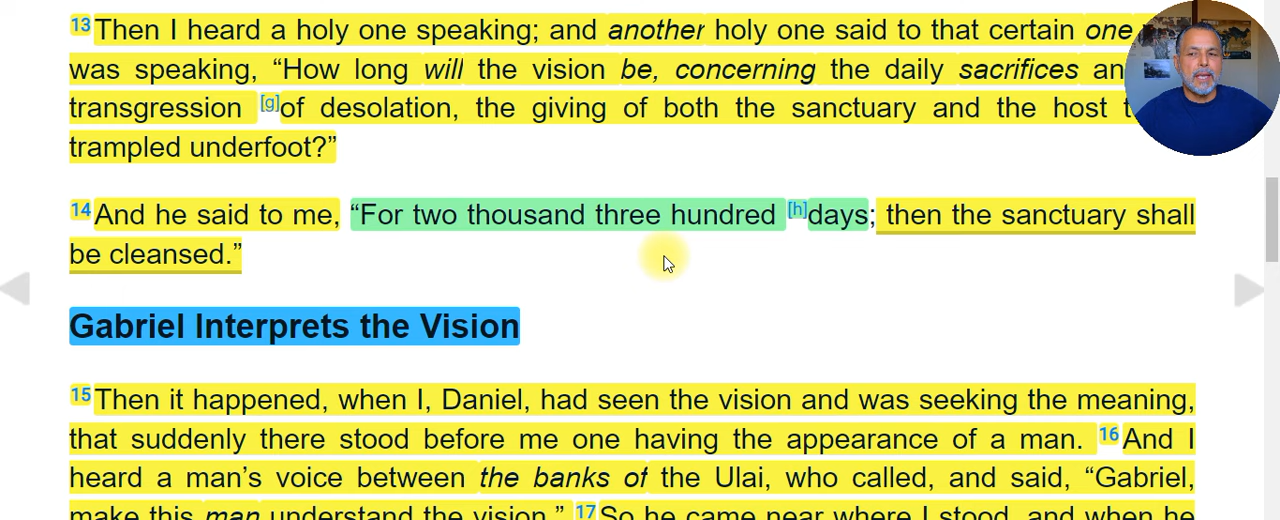 13Then I heard a holy one speaking; and another holy one said to that certain one
was speaking, “How long will the vision be, concerning the daily sacrifices an
transgression [g]of desolation, the giving of both the sanctuary and the host t
trampled underfoot?”
14And he said to me, “For two thousand three hundred [h]days; then the sanctuary shall
be cleansed.”
Gabriel Interprets the Vision
15Then it happened, when I, Daniel, had seen the vision and was seeking the meaning,
that suddenly there stood before me one having the appearance of a man. 16And I
heard a man’s voice between the banks of the Ulai, who called, and said, “Gabriel,
make this man understand the vision.” 17So he came near where I stood, and when he